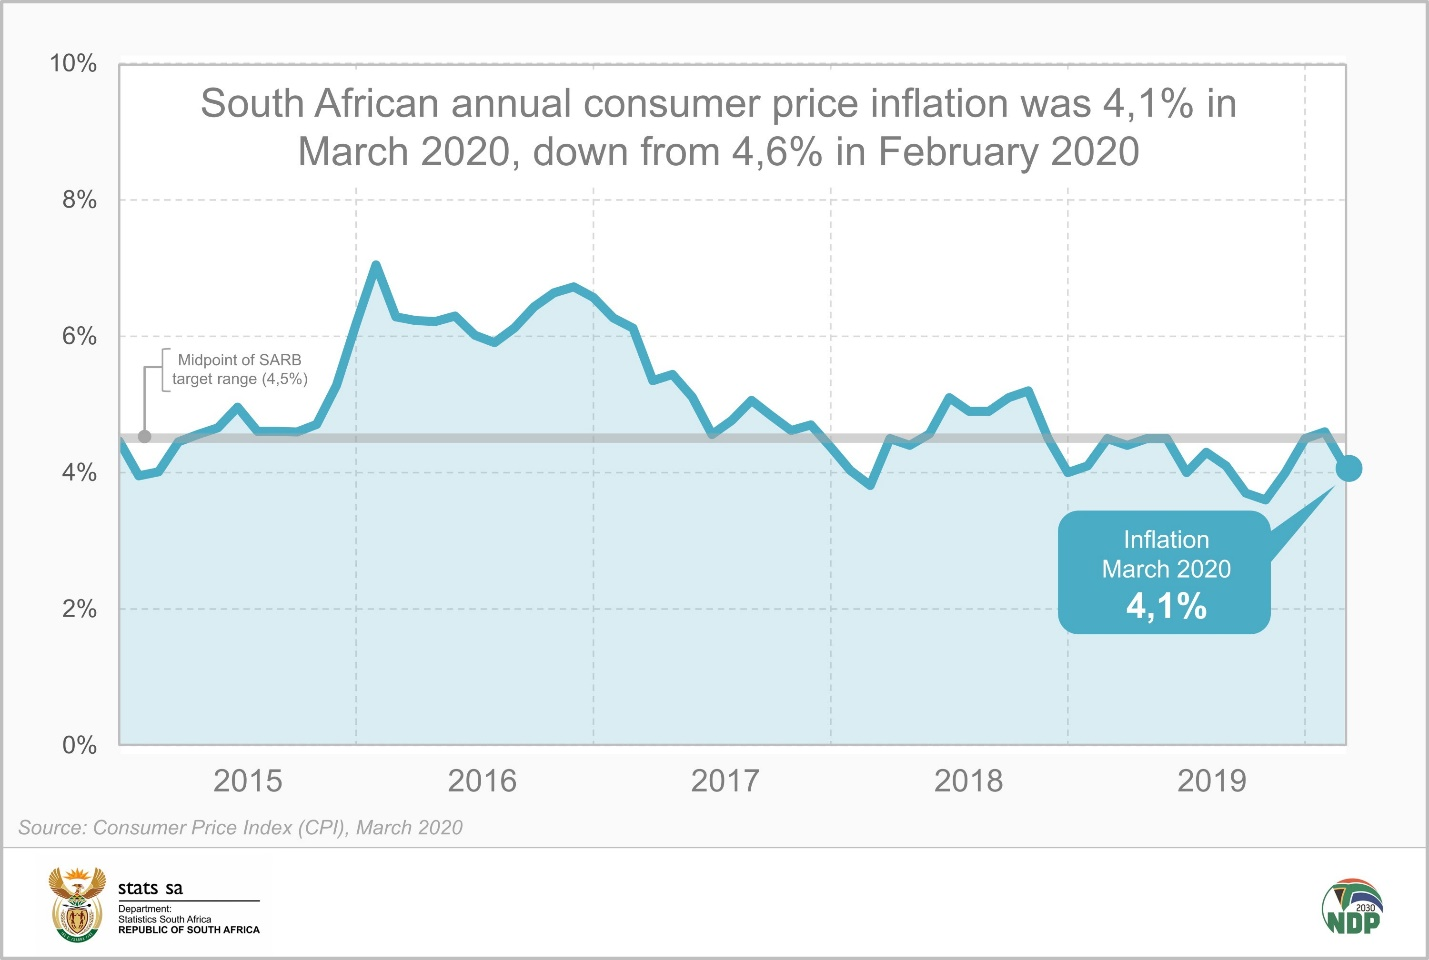 10%
South African annual consumer price inflation was 4,1% in
March 2020, down from 4,6% in February 2020
8%
6%
Midpoint of SARB
target range (4,5%)
4%
Inflation
March 2020
4,1%
2%
0%
2015 2016 2017 2018 2019
Source: Consumer Price Index (CPI), March 2020
stats sa
Department:
Statistics South Africa
REPUBLIC OF SOUTH AFRICA
2030
NDP